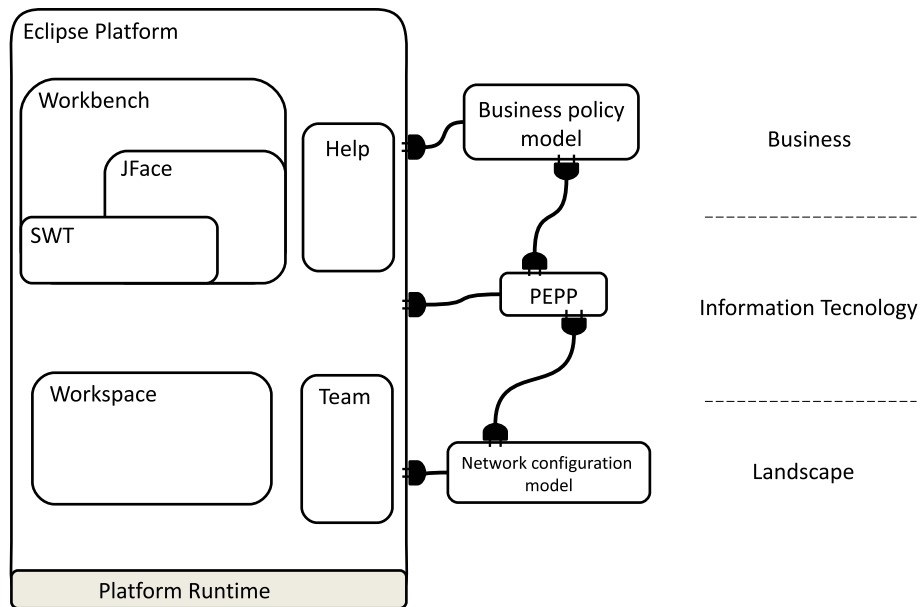 Eclipse Platform
Workbench
JFace
SWT
Help
Workspace
Team
Platform Runtime
Business policy
model
PEPP
Network configuration
model
Business
Information Tecnology
Landscape